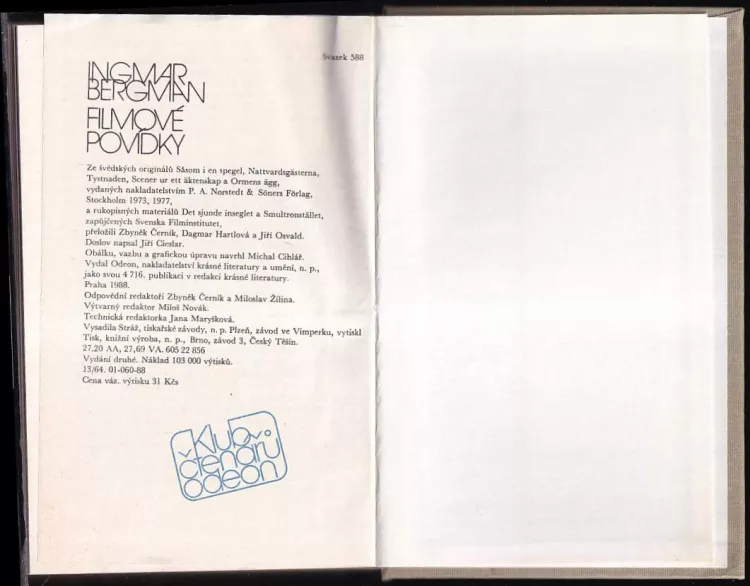 Svazek 588
INGMAR
BERGMAN
FILMOVÉ
POVÍDKY
Ze švédských originálů Såsom i en spegel, Nattvardsgästerna,
Tystnaden, Scener ur ett äktenskap a Ormens ägg,
vydaných nakladatelstvím P. A. Norstedt & Söners Förlag,
Stockholm 1973, 1977,
a rukopisných materiálů Det sjunde inseglet a Smultronstället,
zapůjčených Svenska Filminstitutet,
přeložili Zbyněk Černík, Dagmar Hartlová a Jiří Osvald.
Doslov napsal Jiří Cieslar.
Obálku, vazbu a grafickou úpravu navrhl Michal Cihlář.
Vydal Odeon, nakladatelství krásné literatury a umění, n. p.,
jako svou 4 716. publikaci v redakci krásné literatury.
Praha 1988.
Odpovědní redaktoři Zbyněk Černík a Miloslav Žilina.
Výtvarný redaktor Miloš Novák.
Technická redaktorka Jana Maryšková.
Vysadila Stráž, tiskařské závody, n. p. Plzeň, závod ve Vimperku, vytiskl
Tisk, knižní výroba, n. p., Brno, závod 3, Český Těšín.
27,20 AA, 27,69 VA. 605 22 856
Vydání druhé. Náklad 103 000 výtisků.
13/64. 01-060-88
Cena váz. výtisku 31 Kčs
klub
čtenářů
odeon